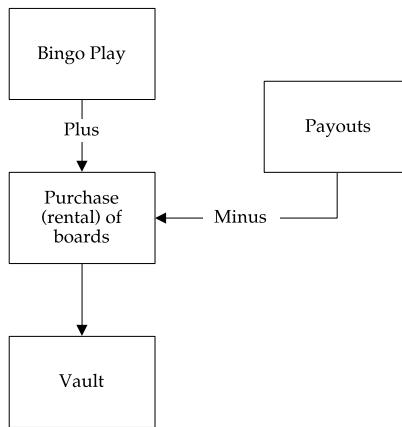 Bingo Play
Plus
Payouts
Purchase
(rental) of
boards
Minus
Vault